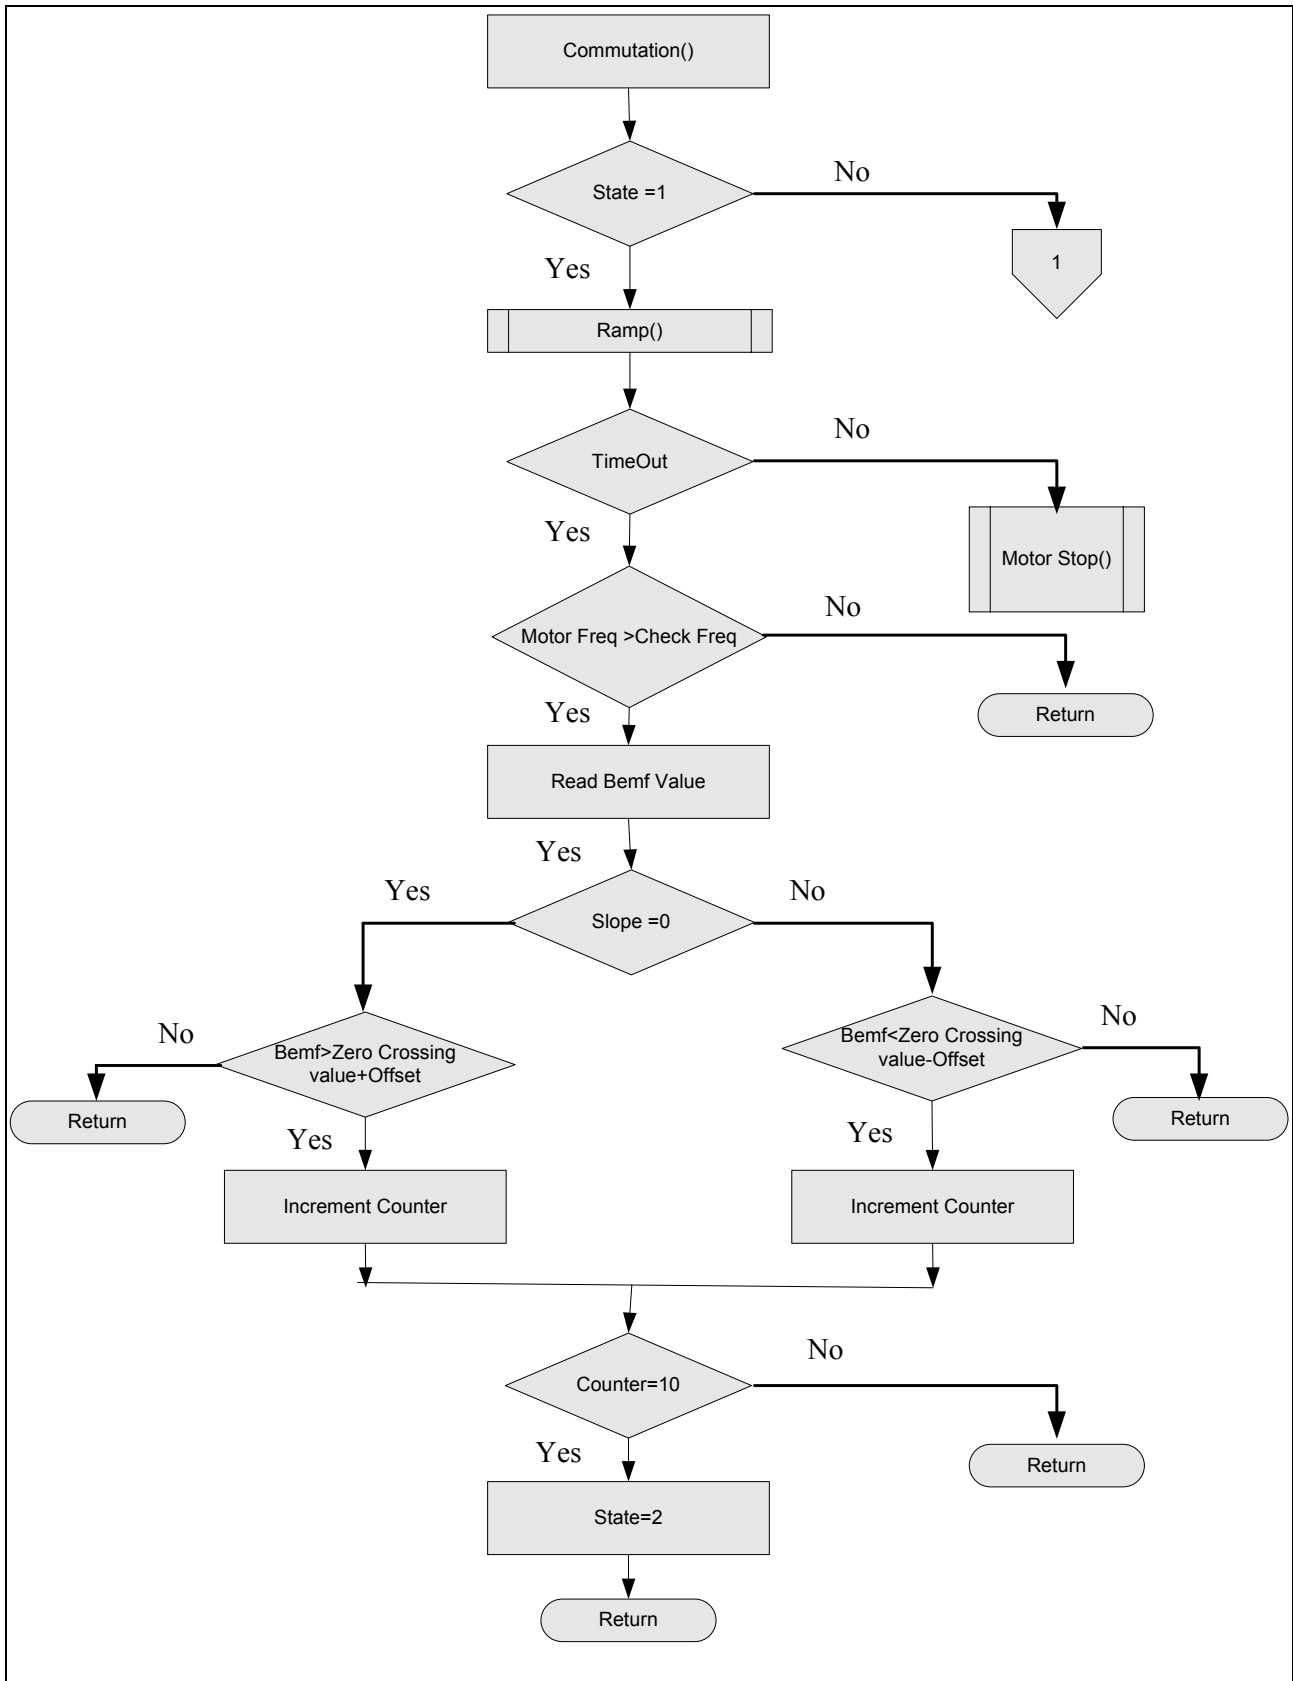 Commutation()
State =1
No
1
Yes
Ramp()
TimeOut
No
Yes
Motor Stop()
Motor Freq >Check Freq
No
Return
Yes
Read Bemf Value
Yes
Yes
Slope =0
No
No
Bemf>Zero Crossing
value+Offset
Bemf<Zero Crossing
value-Offset
No
Return
Return
Yes
Yes
Increment Counter
Increment Counter
Counter=10
No
Return
Yes
State=2
Return